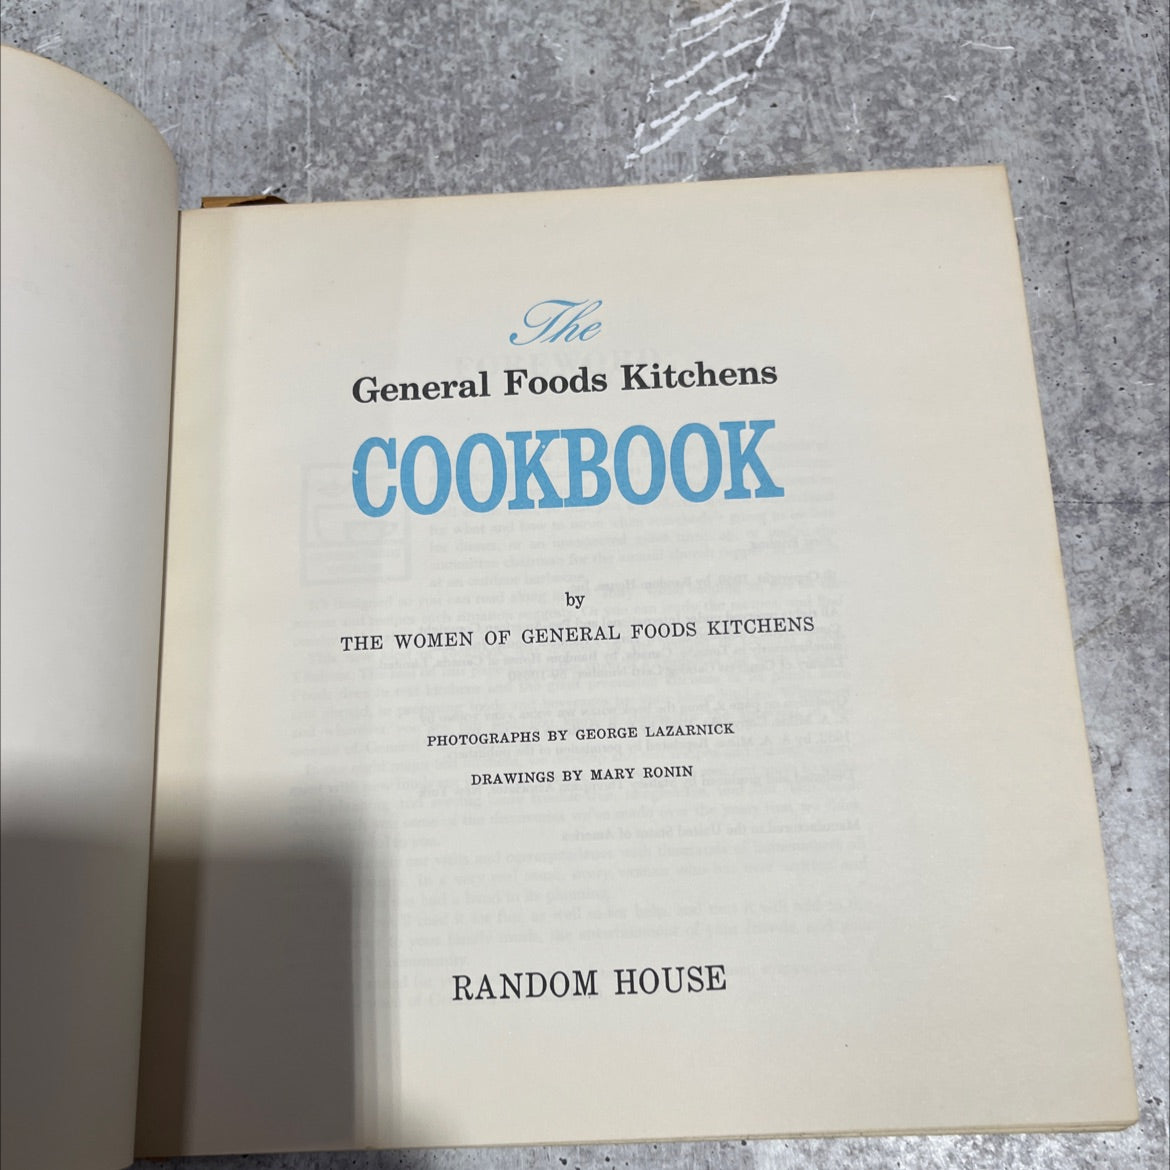 The
General Foods Kitchens
COOKBOOK
by
THE WOMEN OF GENERAL FOODS KITCHENS
PHOTOGRAPHS BY GEORGE LAZARNICK
DRAWINGS BY MARY RONIN
RANDOM HOUSE